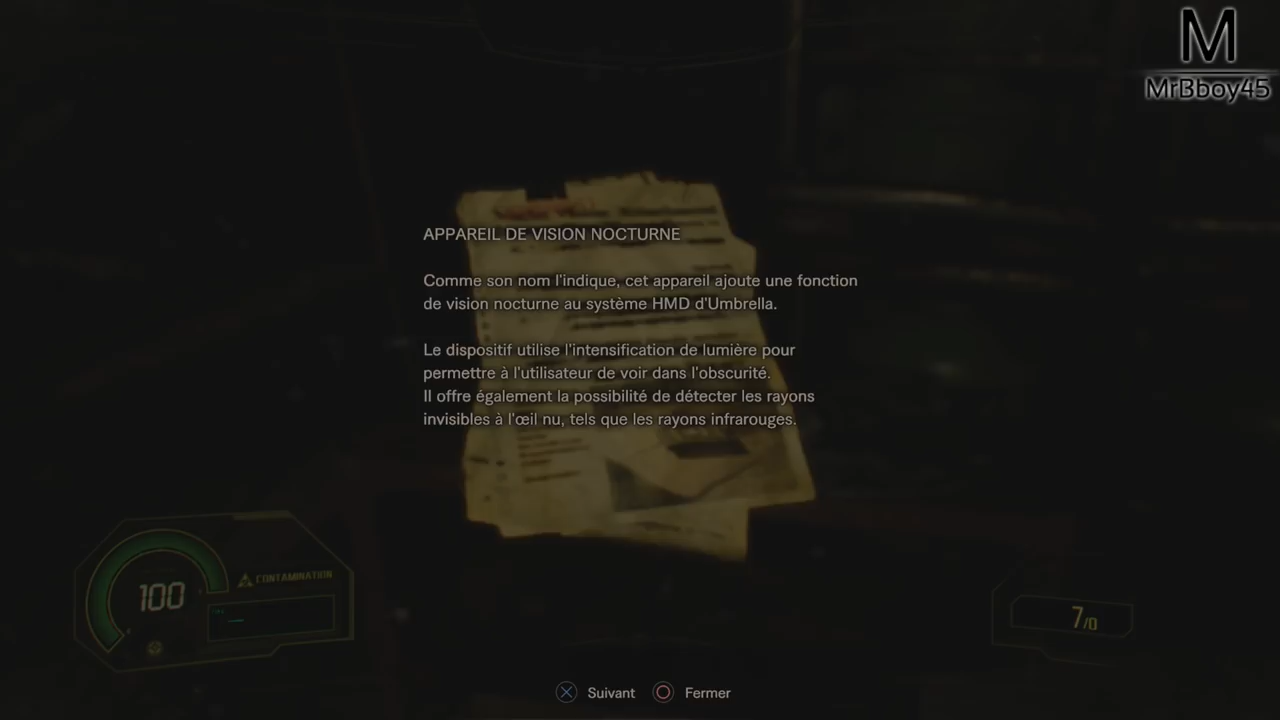 M
MrBboy45
APPAREIL DE VISION NOCTURNE
Comme son nom l'indique, cet appareil ajoute une fonction
de vision nocturne au système HMD d'Umbrella.
Le dispositif utilise l'intensification de lumière pour
permettre à l'utilisateur de voir dans l'obscurité.
Il offre également la possibilité de détecter les rayons
invisibles à l'œil nu, tels que les rayons infrarouges.
100
CONTAMINATION
7/0
Suivant
Fermer